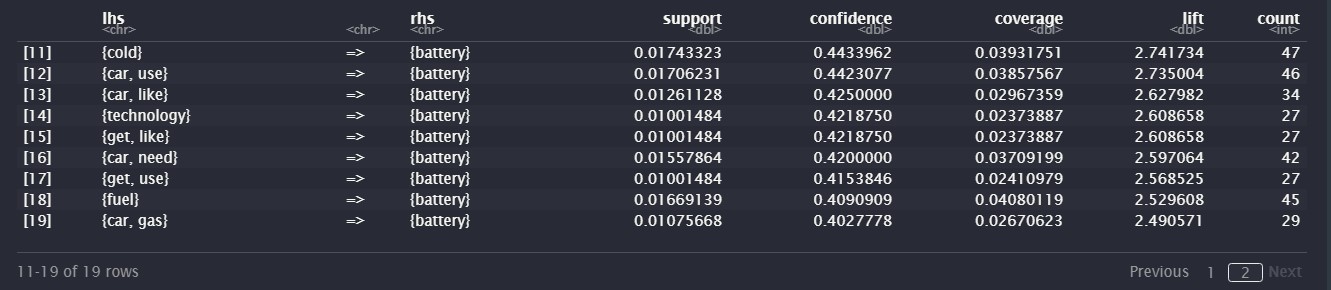 lhs rhs support confidence coverage lift count
<chr> <chr> <chr> <dbl> <dbl> <dbl> <dbl> <int>
[11] {cold} => {battery} 0.01743323 0.4433962 0.03931751 2.741734 47
[12] {car, use} => {battery} 0.01706231 0.4423077 0.03857567 2.735004 46
[13] {car, like} => {battery} 0.01261128 0.4250000 0.02967359 2.627982 34
[14] {technology} => {battery} 0.01001484 0.4218750 0.02373887 2.608658 27
[15] {get, like} => {battery} 0.01001484 0.4218750 0.02373887 2.608658 27
[16] {car, need} => {battery} 0.01557864 0.4200000 0.03709199 2.597064 42
[17] {get, use} => {battery} 0.01001484 0.4153846 0.02410979 2.568525 27
[18] {fuel} => {battery} 0.01669139 0.4090909 0.04080119 2.529608 45
[19] {car, gas} => {battery} 0.01075668 0.4027778 0.02670623 2.490571 29
11-19 of 19 rows Previous 1 2 Next